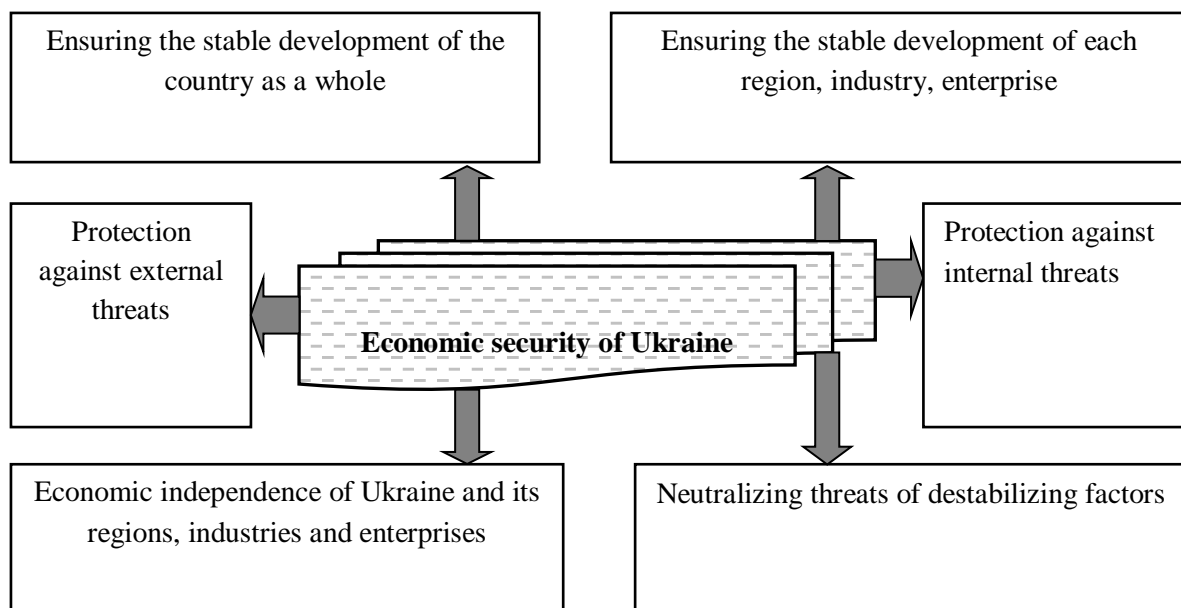 Ensuring the stable development of the
country as a whole
Ensuring the stable development of each
region, industry, enterprise
Protection
against external
threats
Protection against
internal threats
Economic security of Ukraine
Economic independence of Ukraine and its
regions, industries and enterprises
Neutralizing threats of destabilizing factors